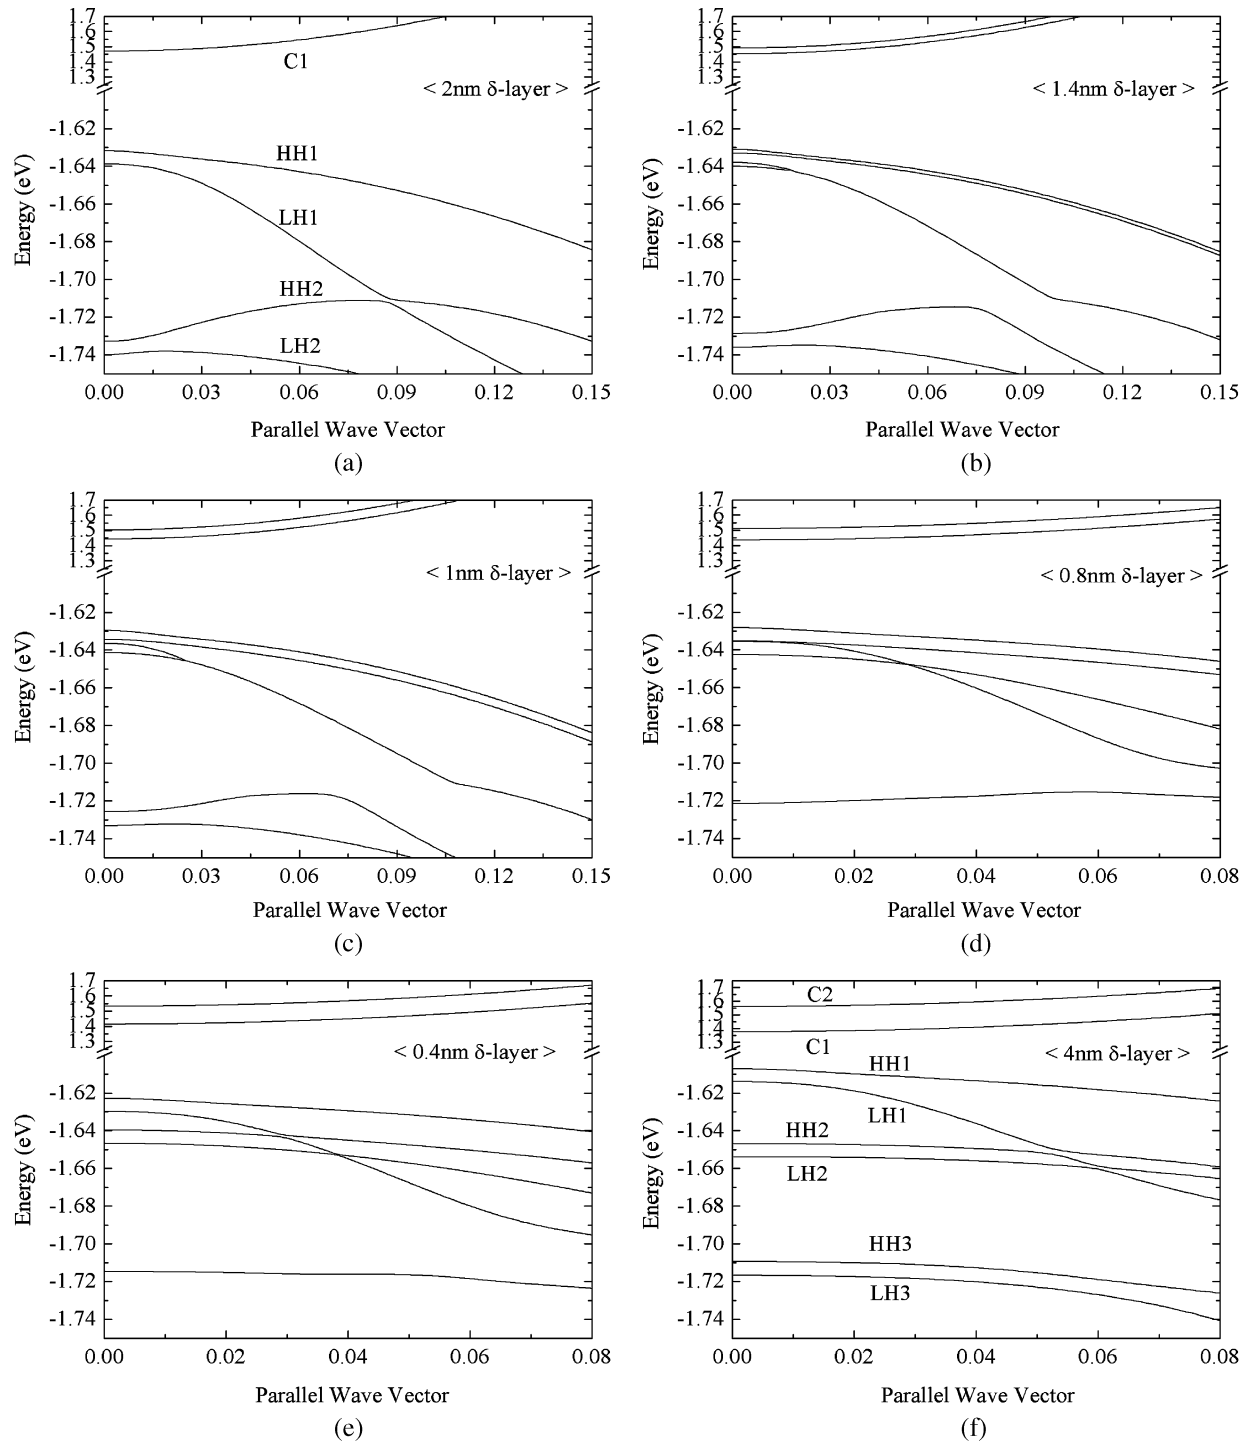 1.7
1.6
1.5
1.4
1.3
C1
< 2nm δ-layer >
-1.62
-1.64
-1.66
-1.68
-1.70
-1.72
-1.74
Energy (eV)
HH1
LH1
HH2
LH2
0.00 0.03 0.06 0.09 0.12 0.15
Parallel Wave Vector
(a)
1.7
1.6
1.5
1.4
1.3
< 1.4nm δ-layer >
-1.62
-1.64
-1.66
-1.68
-1.70
-1.72
-1.74
Energy (eV)
0.00 0.03 0.06 0.09 0.12 0.15
Parallel Wave Vector
(b)
1.7
1.6
1.5
1.4
1.3
< 1nm δ-layer >
-1.62
-1.64
-1.66
-1.68
-1.70
-1.72
-1.74
Energy (eV)
0.00 0.03 0.06 0.09 0.12 0.15
Parallel Wave Vector
(c)
1.7
1.6
1.5
1.4
1.3
< 0.8nm δ-layer >
-1.62
-1.64
-1.66
-1.68
-1.70
-1.72
-1.74
Energy (eV)
0.00 0.02 0.04 0.06 0.08
Parallel Wave Vector
(d)
1.7
1.6
1.5
1.4
1.3
< 0.4nm δ-layer >
-1.62
-1.64
-1.66
-1.68
-1.70
-1.72
-1.74
Energy (eV)
0.00 0.02 0.04 0.06 0.08
Parallel Wave Vector
(e)
1.7
1.6
1.5
1.4
1.3
C2
C1
< 4nm δ-layer >
-1.62
-1.64
-1.66
-1.68
-1.70
-1.72
-1.74
Energy (eV)
HH1
LH1
HH2
LH2
HH3
LH3
0.00 0.02 0.04 0.06 0.08
Parallel Wave Vector
(f)